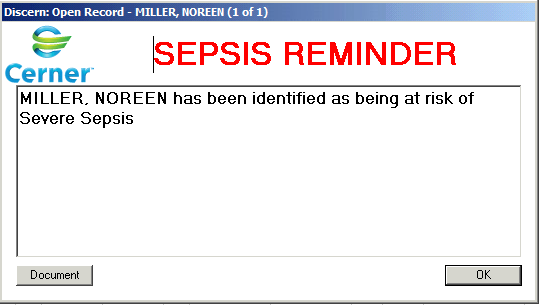 Discern: Open Record - MILLER, NOREEN (1 of 1)
Cerner™
SEPSIS REMINDER
MILLER, NOREEN has been identified as being at risk of
Severe Sepsis
Document
OK